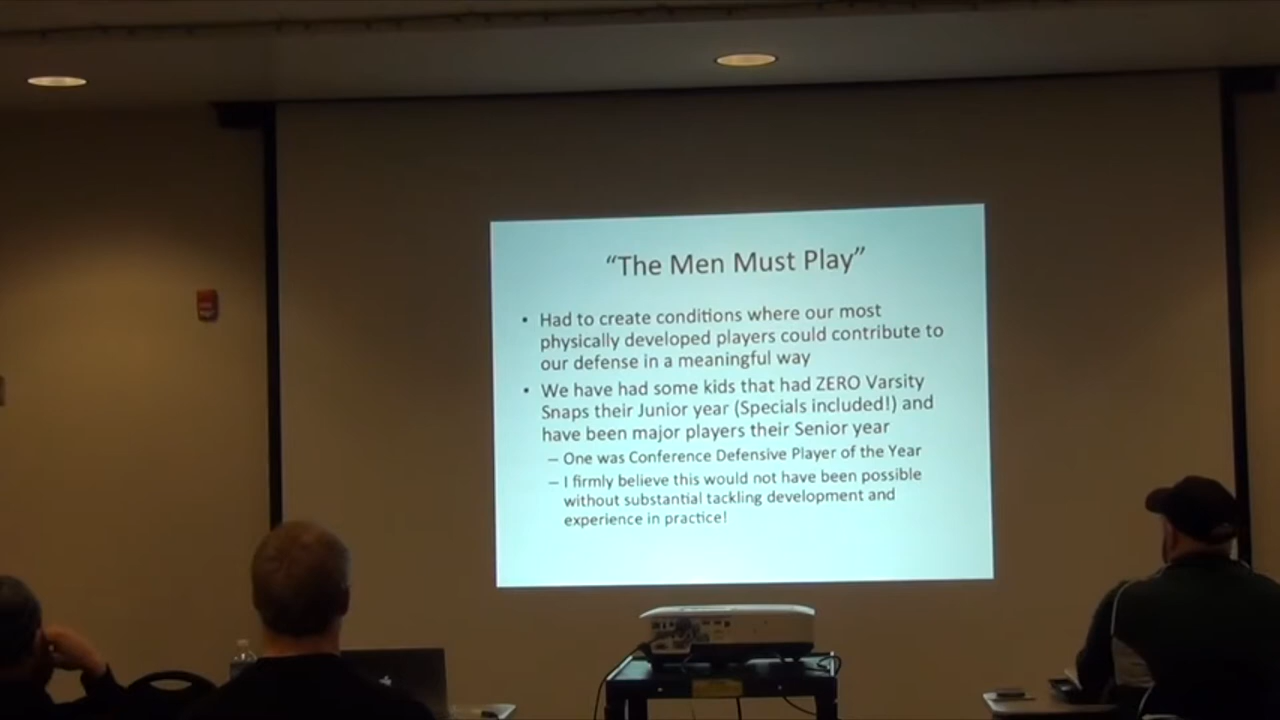 “The Men Must Play”
• Had to create conditions where our most
physically developed players could contribute to
our defense in a meaningful way
• We have had some kids that had ZERO Varsity
Snaps their Junior year (Specials included!) and
have been major players their Senior year
– One was Conference Defensive Player of the Year
– I firmly believe this would not have been possible
without substantial tackling development and
experience in practice!